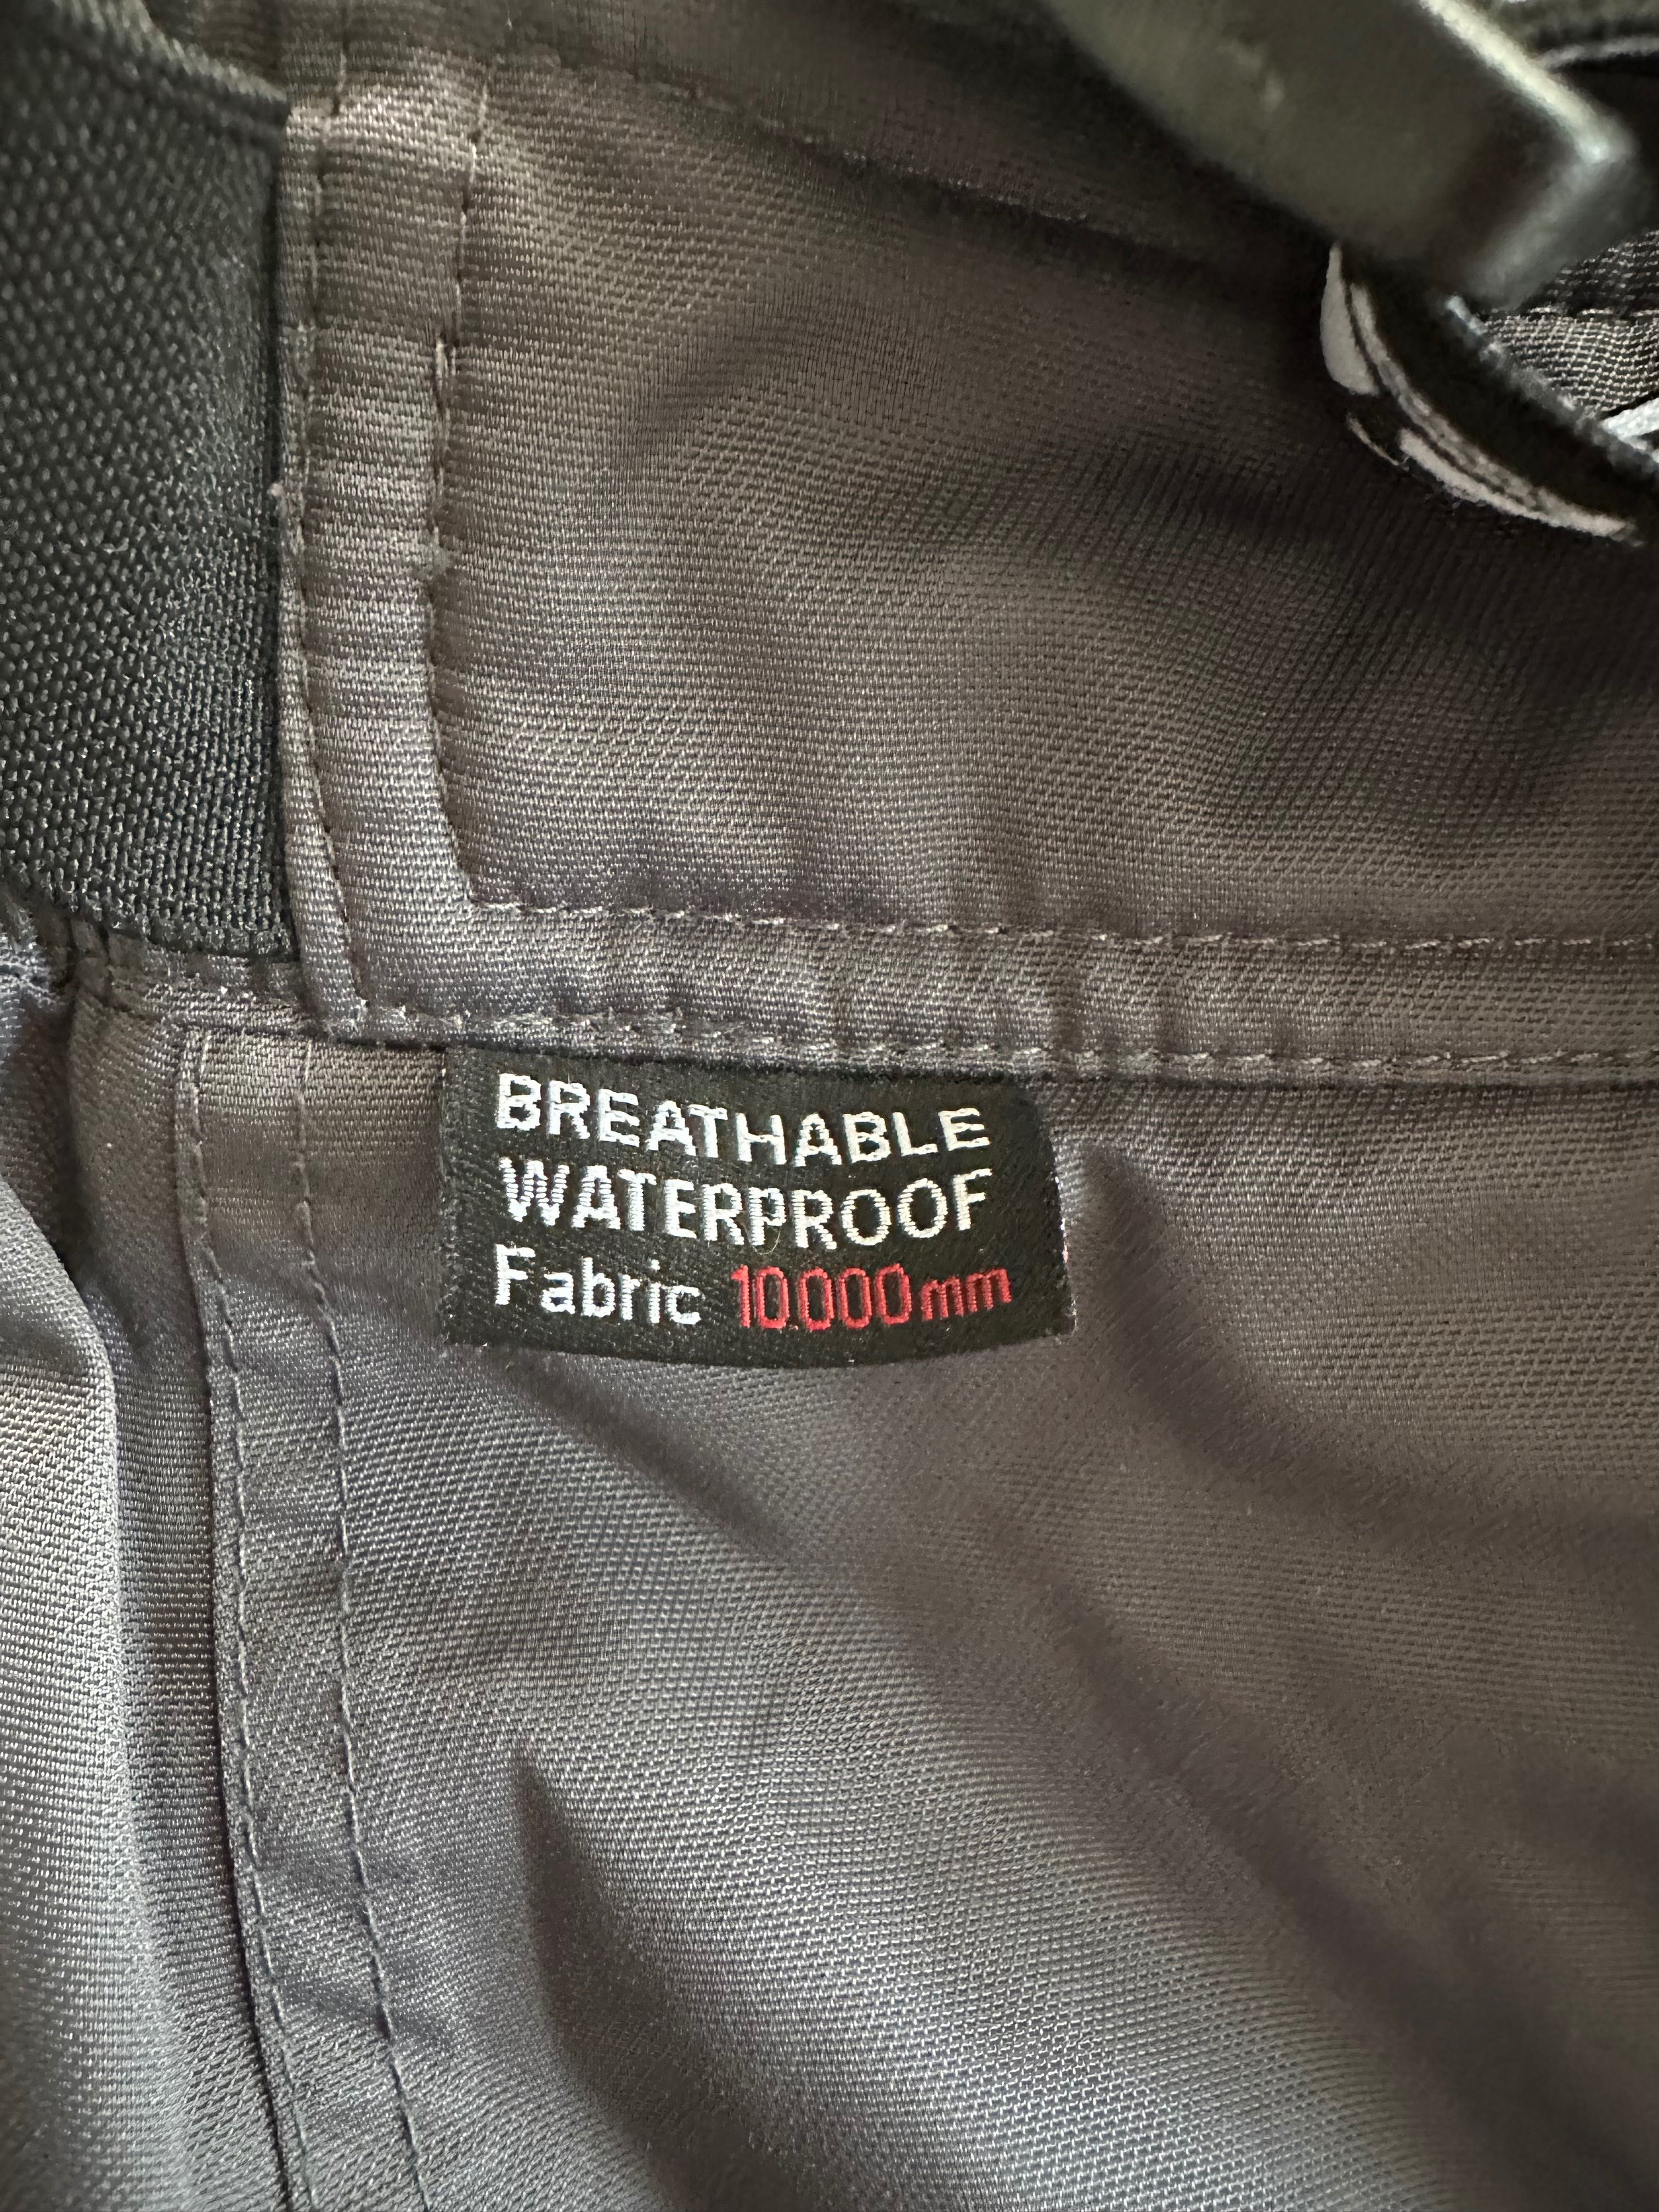 BREATHABLE
WATERPROOF
Fabric 10.000mm